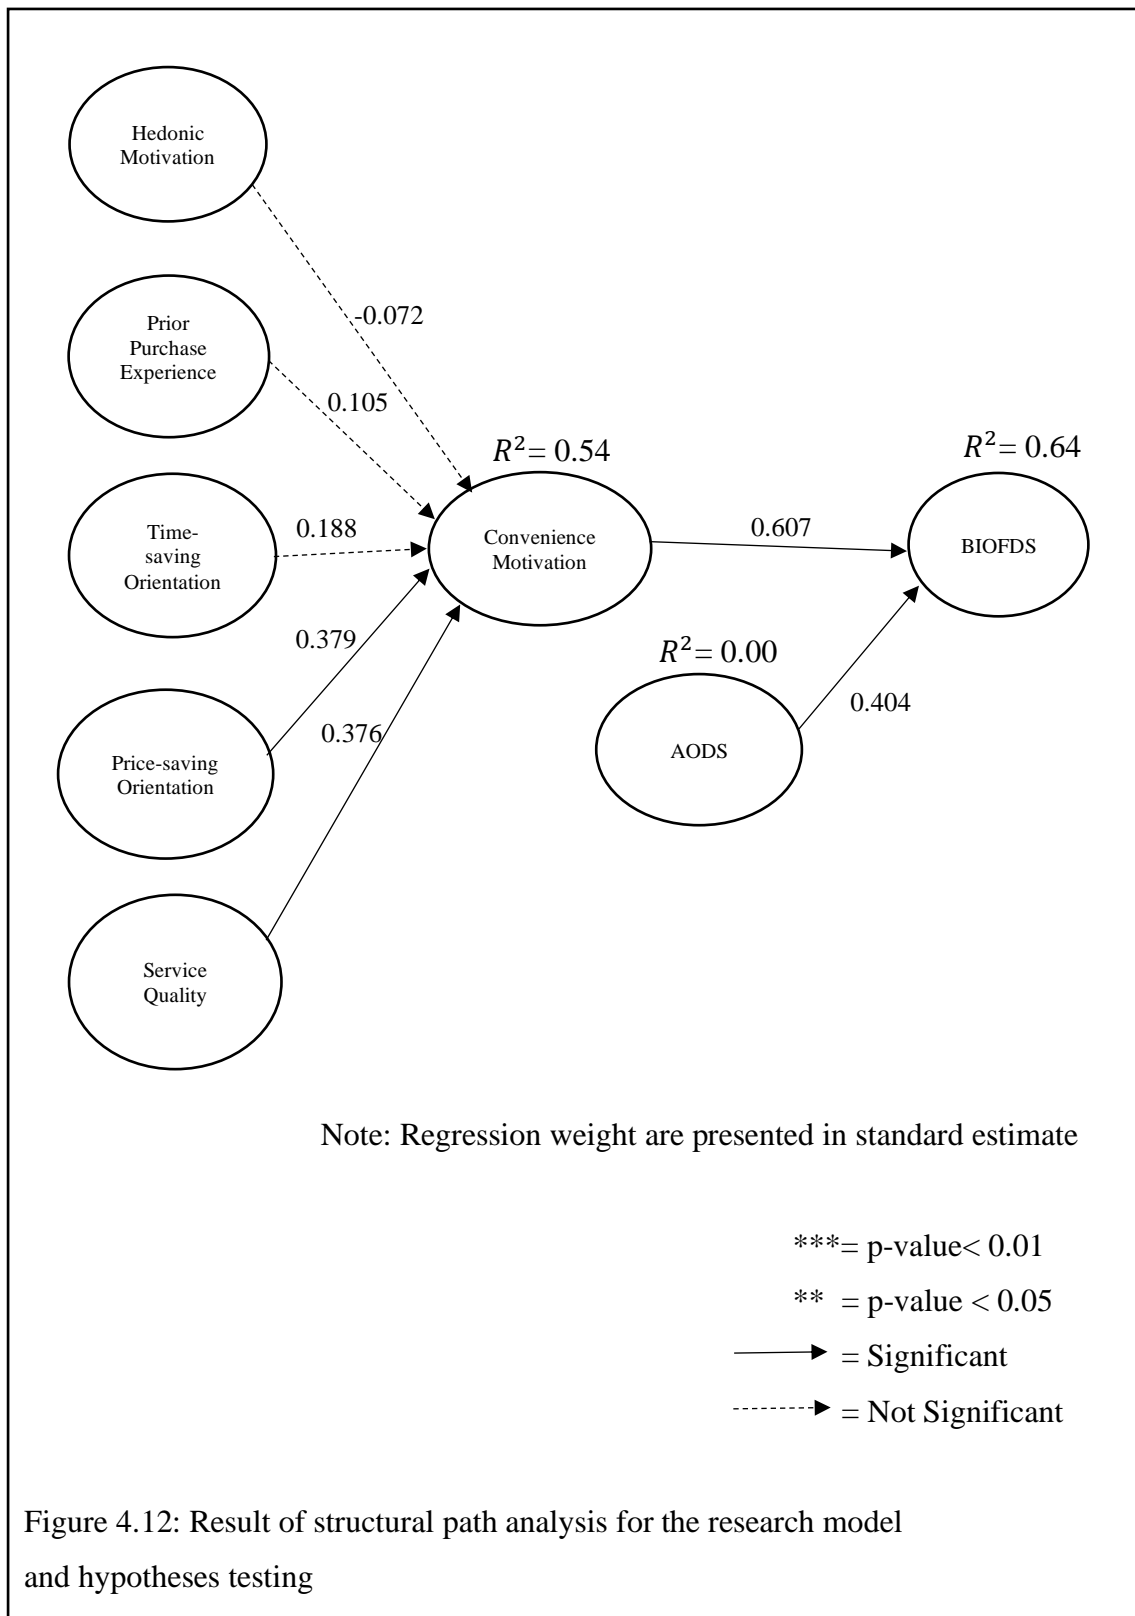 Hedonic
Motivation
-0.072
Prior
Purchase
Experience
0.105
R²= 0.54
R²= 0.64
Time-
saving
Orientation
0.188
Convenience
Motivation
0.607
BIOFDS
0.379
R²= 0.00
0.404
0.376
AODS
Price-saving
Orientation
Service
Quality
Note: Regression weight are presented in standard estimate
***= p-value< 0.01
** = p-value < 0.05
= Significant
= Not Significant
Figure 4.12: Result of structural path analysis for the research model
and hypotheses testing